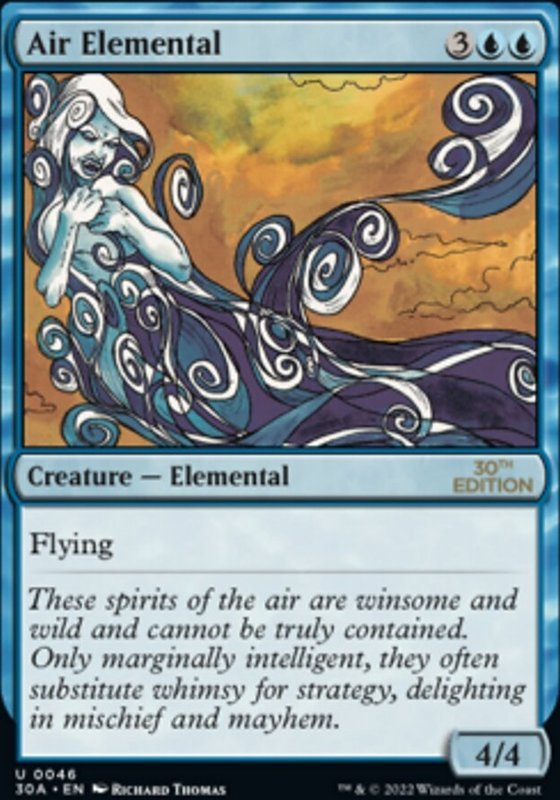 Air Elemental
3
Creature — Elemental
30TH
EDITION
Flying
These spirits of the air are winsome and
wild and cannot be truly contained.
Only marginally intelligent, they often
substitute whimsy for strategy, delighting
in mischief and mayhem.
4/4
U 0046
30A • EN Richard Thomas
™ & © 2022 Wizards of the Coast